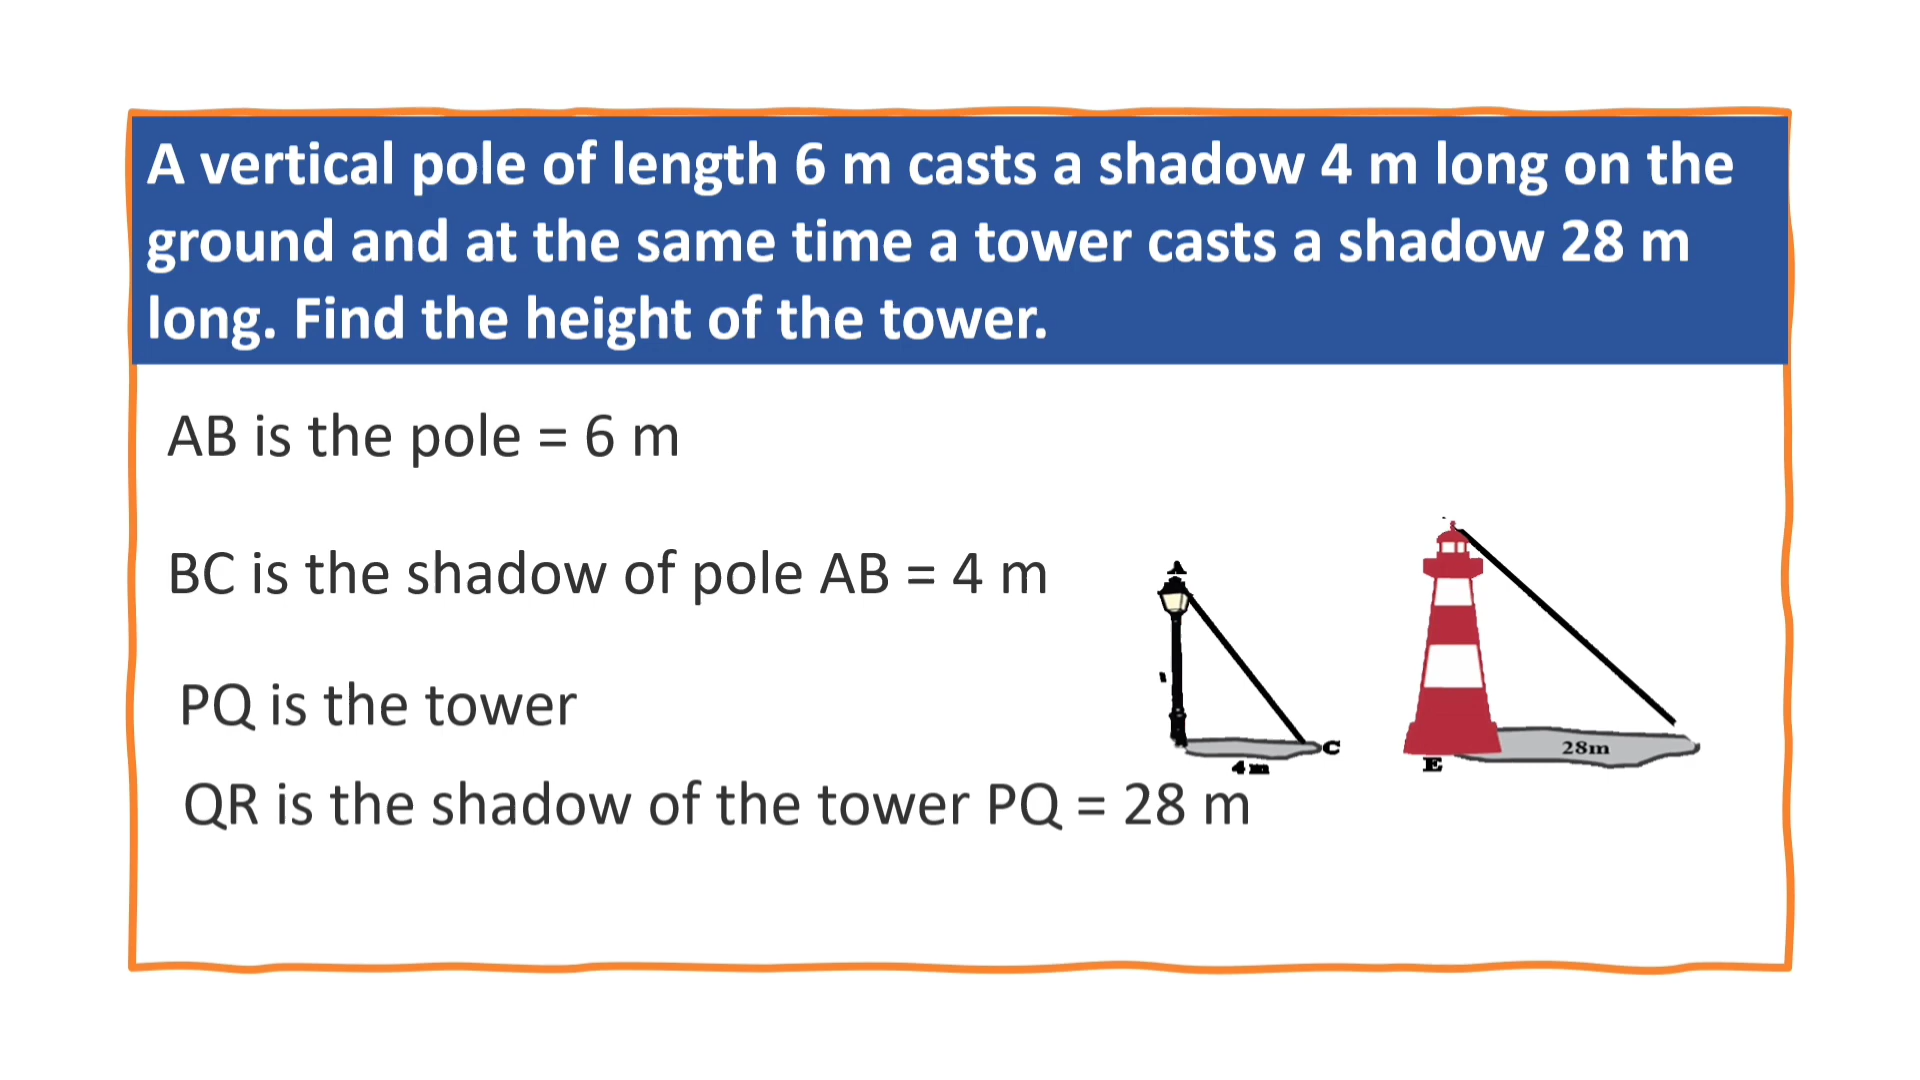 A vertical pole of length 6 m casts a shadow 4 m long on the
ground and at the same time a tower casts a shadow 28 m
long. Find the height of the tower.
AB is the pole = 6 m
BC is the shadow of pole AB = 4 m
PQ is the tower
QR is the shadow of the tower PQ = 28 m
A
C
4 m
E
28m